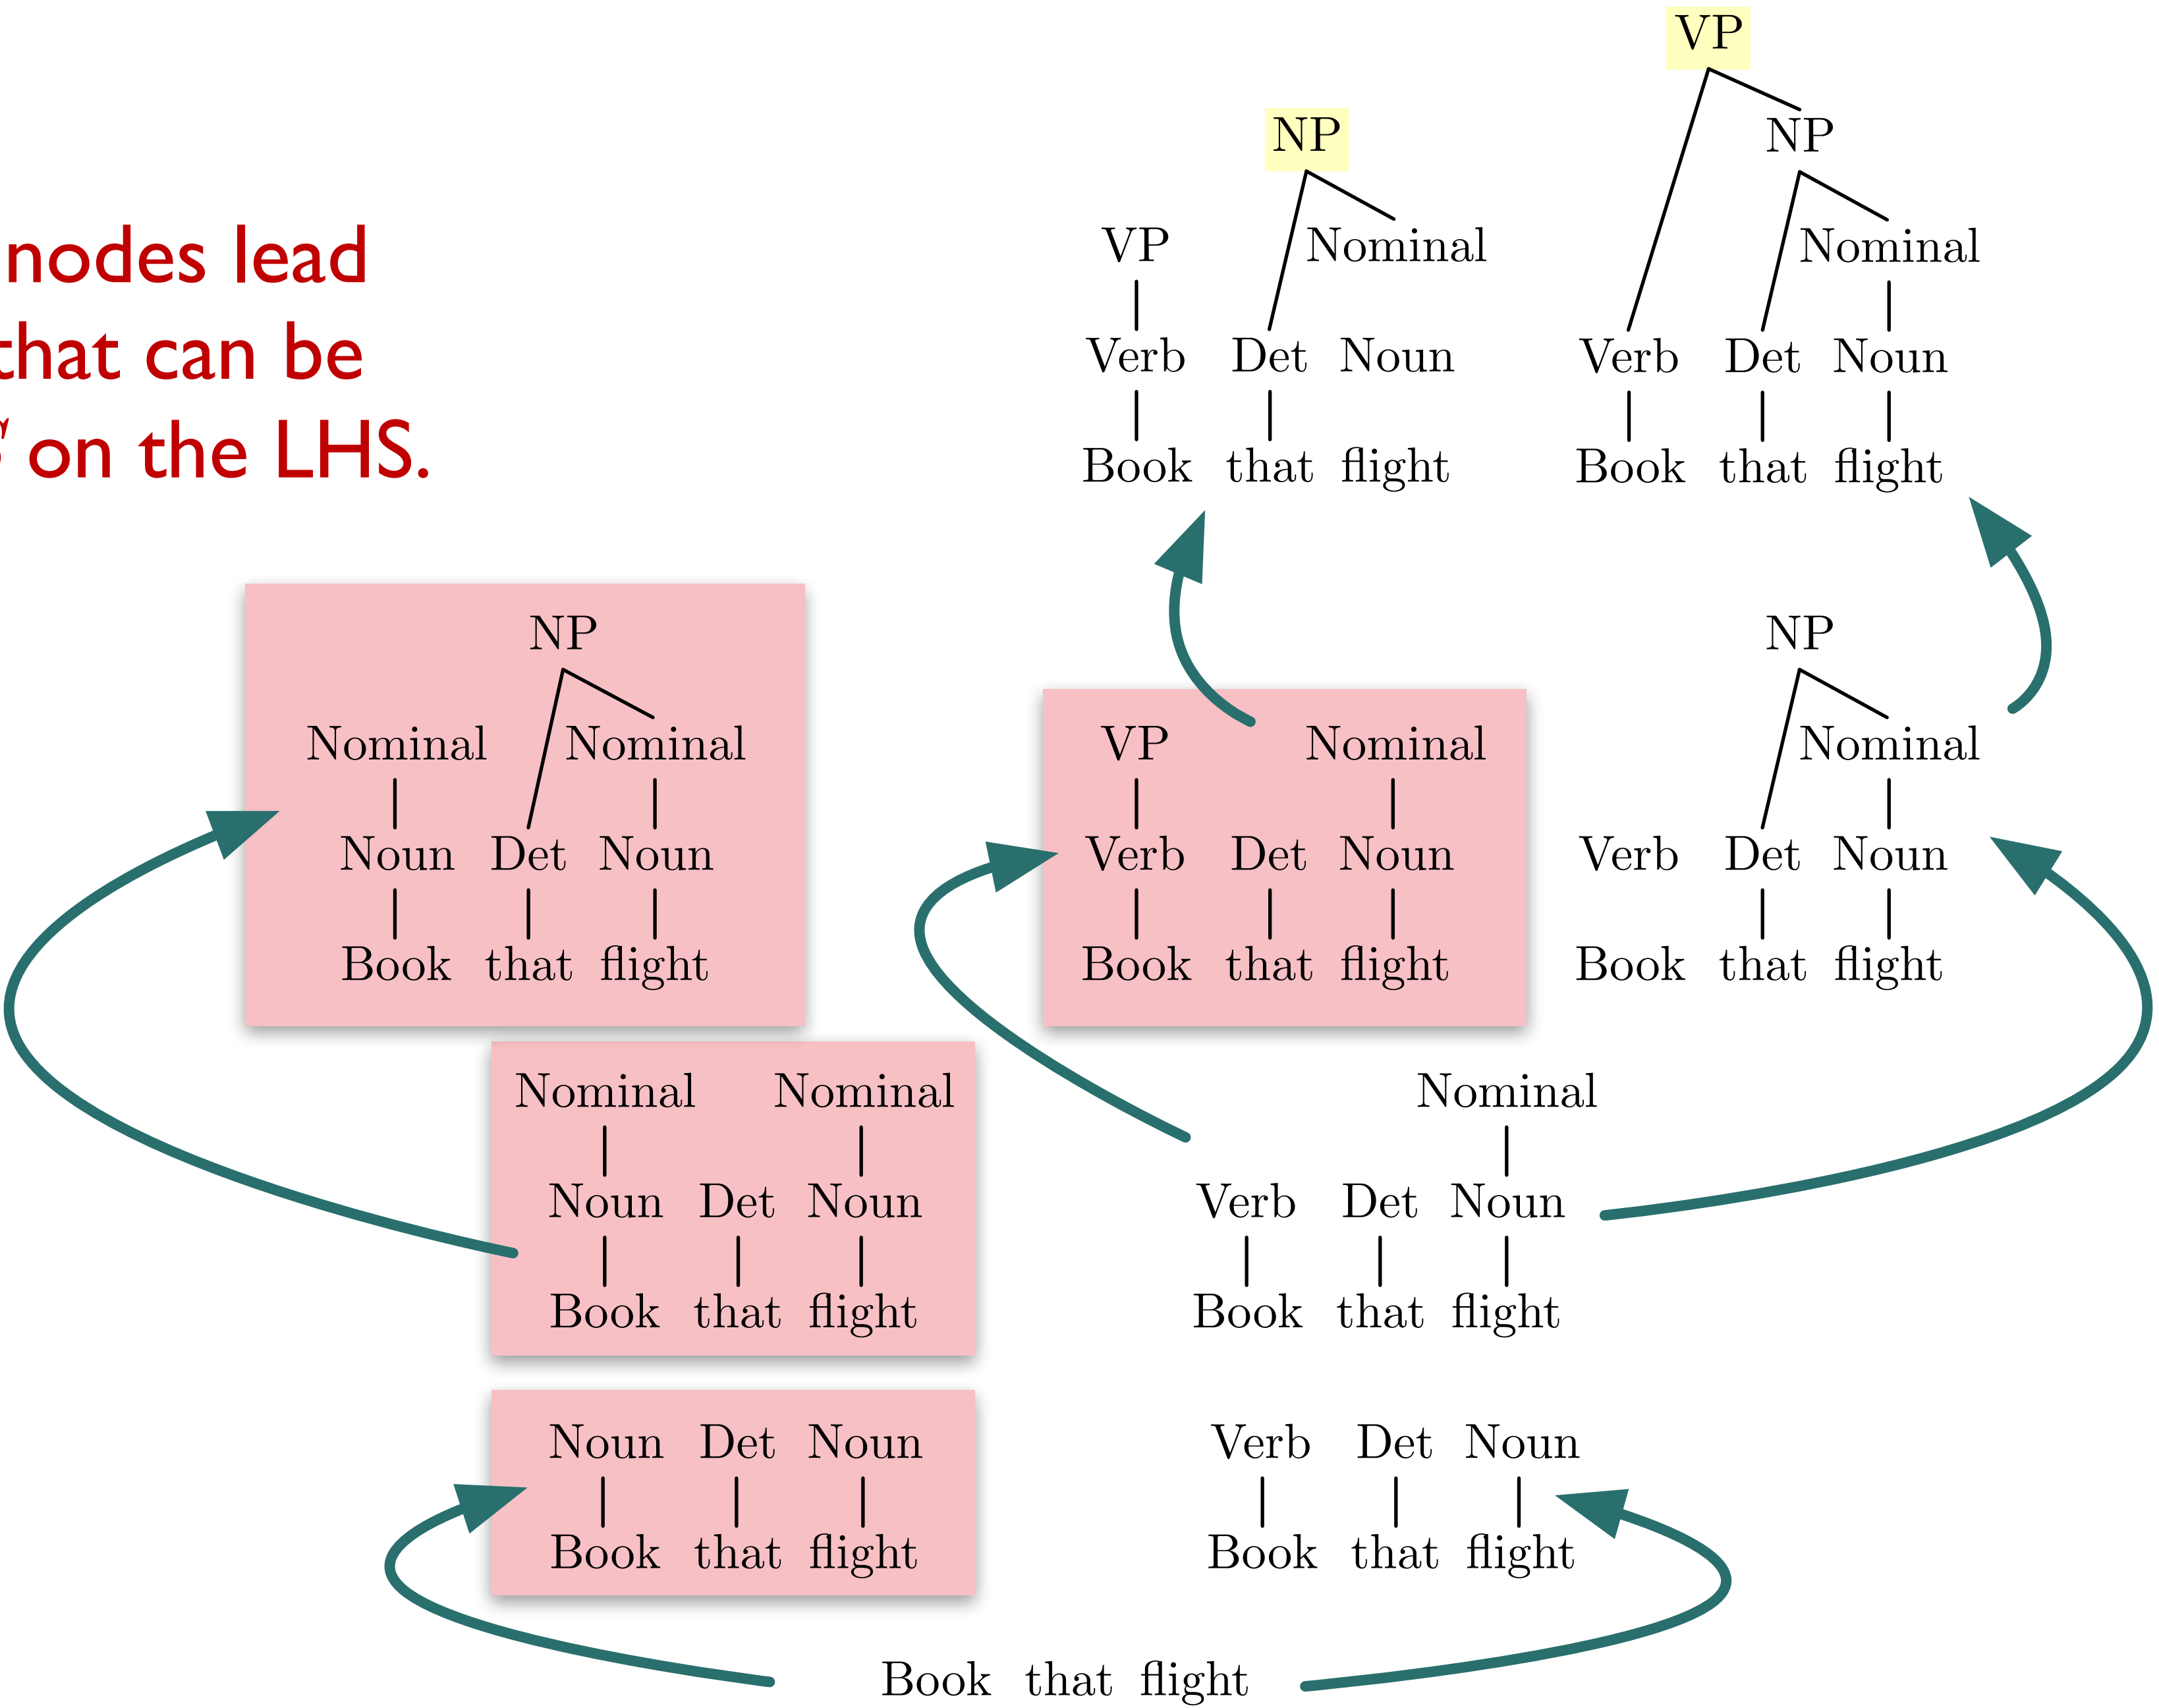 nodes lead
that can be
on the LHS.
VP
NP NP
VP Nominal Nominal
Verb Det Noun Verb Det Noun
Book that flight Book that flight
NP NP
Nominal Nominal VP Nominal Nominal
Noun Det Noun Verb Det Noun Verb Det Noun
Book that flight Book that flight Book that flight
Nominal Nominal Nominal
Noun Det Noun Verb Det Noun
Book that flight Book that flight
Noun Det Noun Verb Det Noun
Book that flight Book that flight
Book that flight